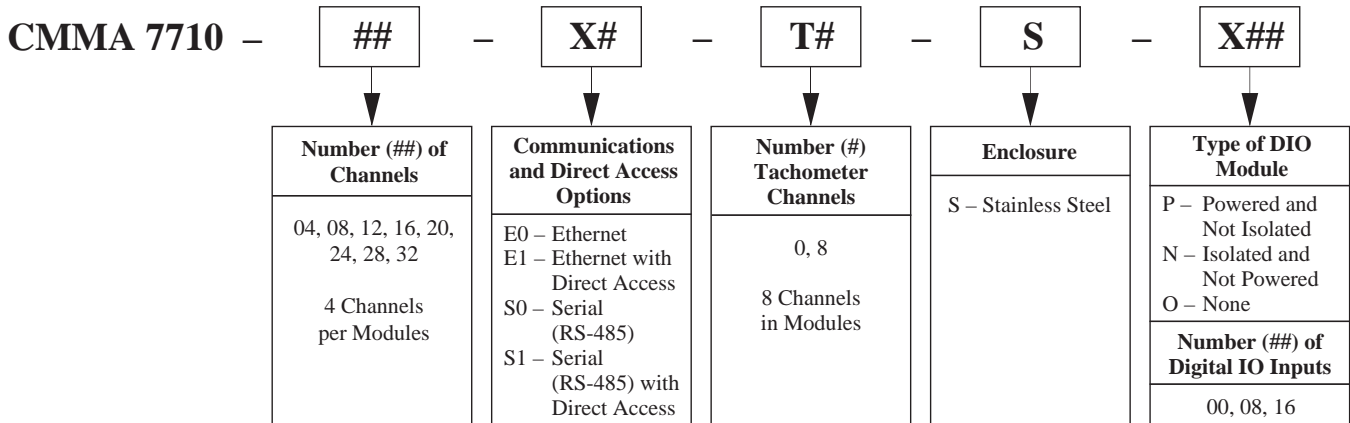 CMMA 7710 – ## – X# – T# – S – X##
Number (##) of
Channels
04, 08, 12, 16, 20,
24, 28, 32
4 Channels
per Modules
Communications
and Direct Access
Options
E0 – Ethernet
E1 – Ethernet with
Direct Access
S0 – Serial
(RS-485)
S1 – Serial
(RS-485) with
Direct Access
Number (#)
Tachometer
Channels
0, 8
8 Channels
in Modules
Enclosure
S – Stainless Steel
Type of DIO
Module
P – Powered and
Not Isolated
N – Isolated and
Not Powered
O – None
Number (##) of
Digital IO Inputs
00, 08, 16